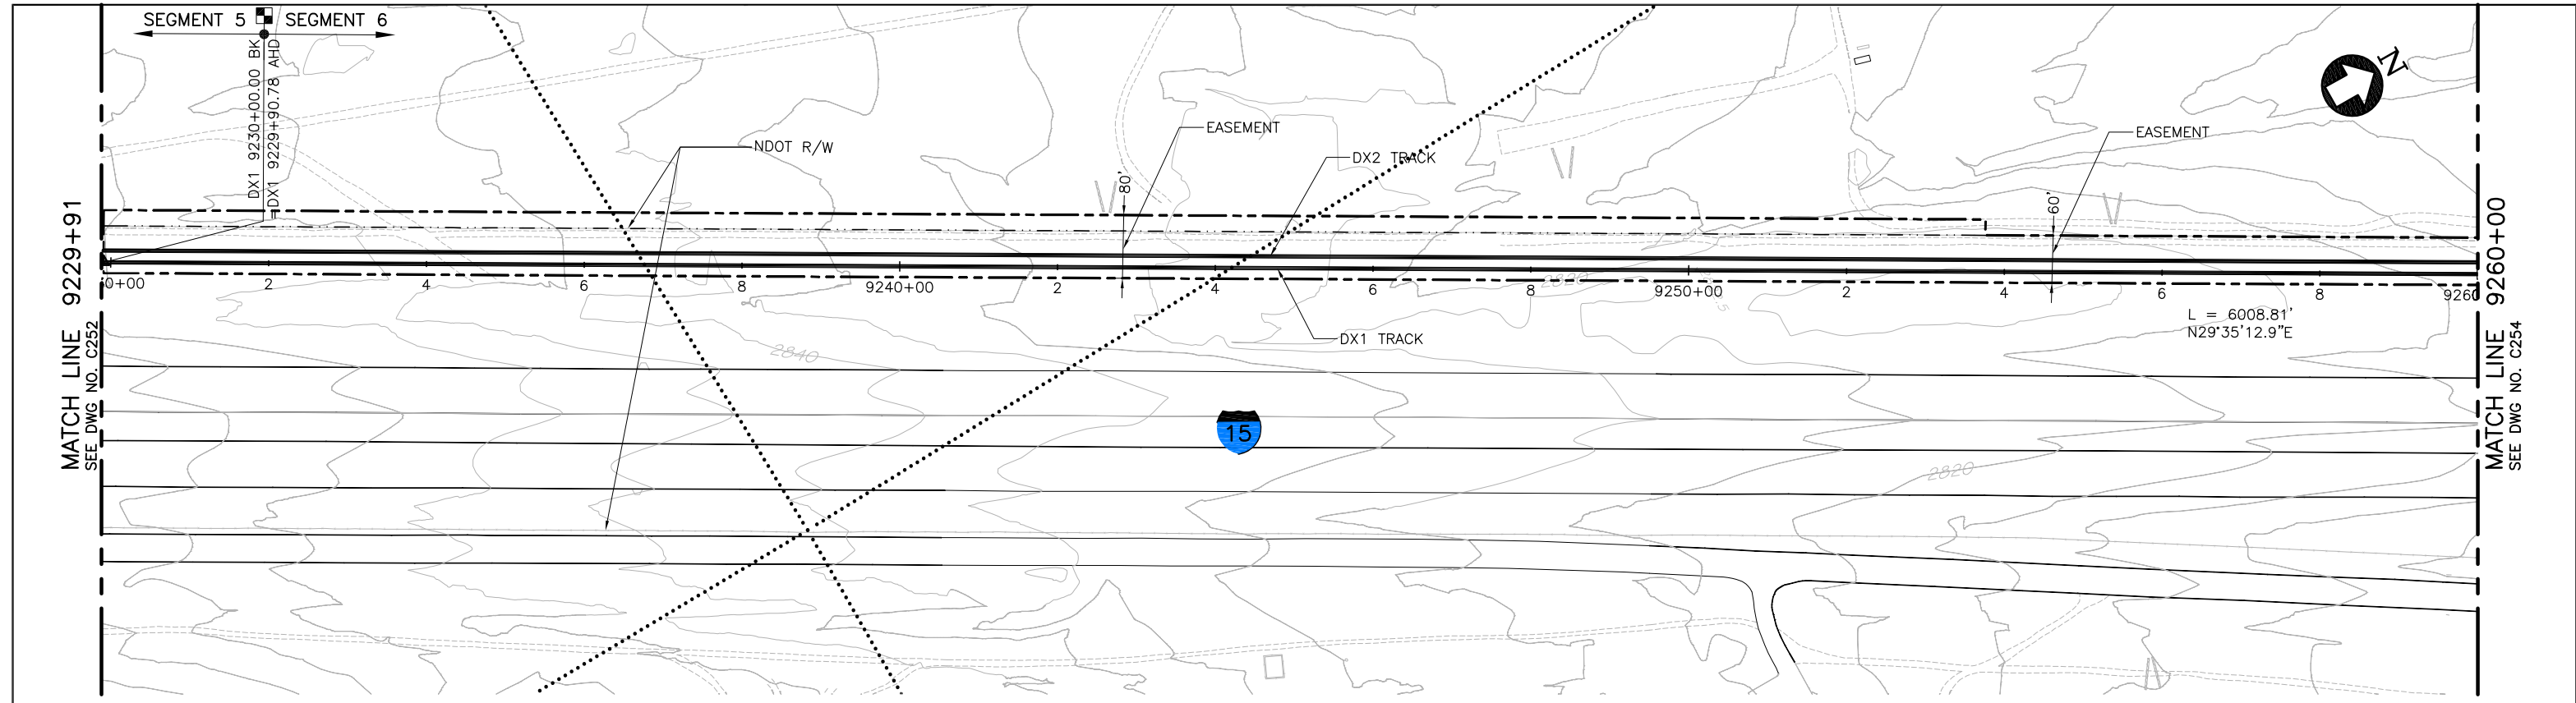 SEGMENT 5 SEGMENT 6
DX1 9230+00.00 BK
=DX1 9229+90.78 AHD
N
NDOT R/W
EASEMENT
80'
DX2 TRACK
EASEMENT
60'
MATCH LINE 9229+91
SEE DWG NO. C252
0+00 2 4 6 8 9240+00 2 4 6 8 9250+00 2 4 6 8 9260
2820
L = 6008.81'
N29°35'12.9"E
DX1 TRACK
2840
15
2820
MATCH LINE 9260+00
SEE DWG NO. C254